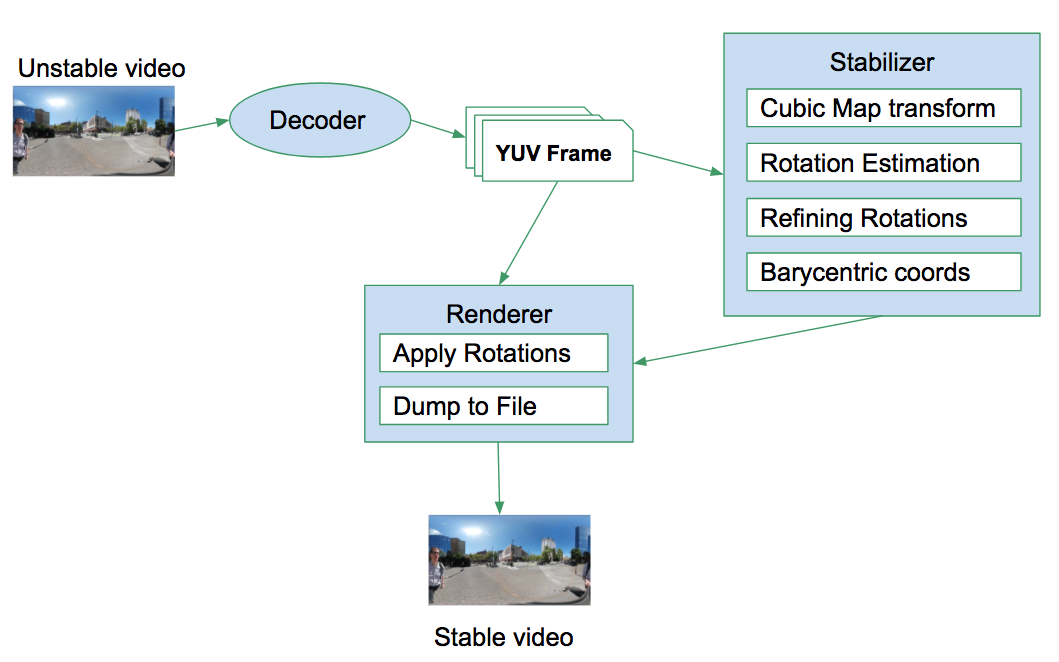 Unstable video
Decoder
YUV Frame
Stabilizer
Cubic Map transform
Rotation Estimation
Refining Rotations
Barycentric coords
Renderer
Apply Rotations
Dump to File
Stable video